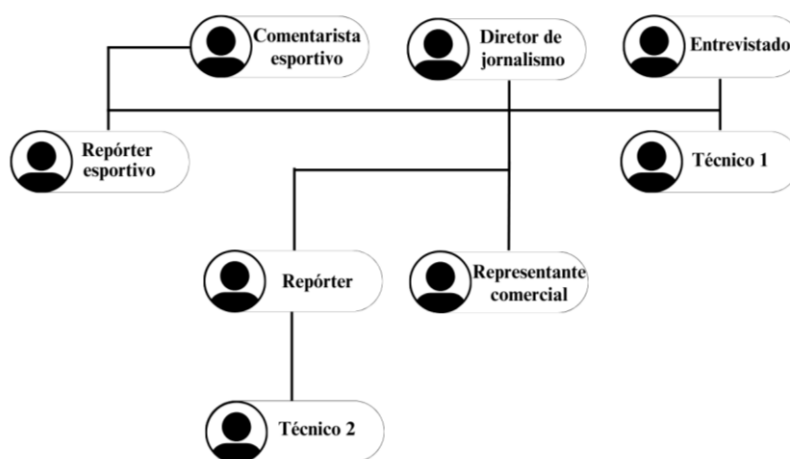 Comentarista
esportivo
Diretor de
jornalismo
Entrevistado
Repórter
esportivo
Técnico 1
Repórter
Representante
comercial
Técnico 2